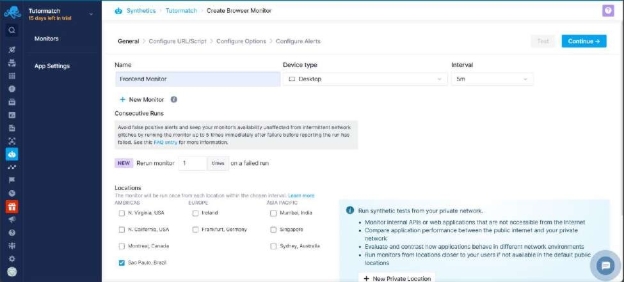 Tutormatch
15 days left in trial
Synthetics > Tutormatch > Create Browser Monitor
Monitors
App Settings
General > Configure URL/Script > Configure Options > Configure Alerts
Test
Continue →
Name
Device type
Interval
Frontend Monitor
Desktop
5m
+ New Monitor
Consecutive Runs
Avoid false positive alerts and keep your monitor's availability unaffected from intermittent network
glitches by rerunning the monitor up to 5 times immediately after failure before reporting the run has
failed. See this FAQ entry for more information.
NEW Rerun monitor 1 times on a failed run
Locations
The monitor will be run once from each location within the chosen interval. Learn more
AMERICAS EUROPE ASIA PACIFIC
N. Virginia, USA Ireland Mumbai, India
N. California, USA Frankfurt, Germany Singapore
Montreal, Canada Sydney, Australia
Sao Paulo, Brazil
Run synthetic tests from your private network.
• Monitor internal APIs or web applications that are not accessible from the internet
• Compare application performance between the public internet and your private
network
• Evaluate and contrast how applications behave in different network environments
• Run monitors from locations closer to your users if not available in the default public
locations
+ New Private Location